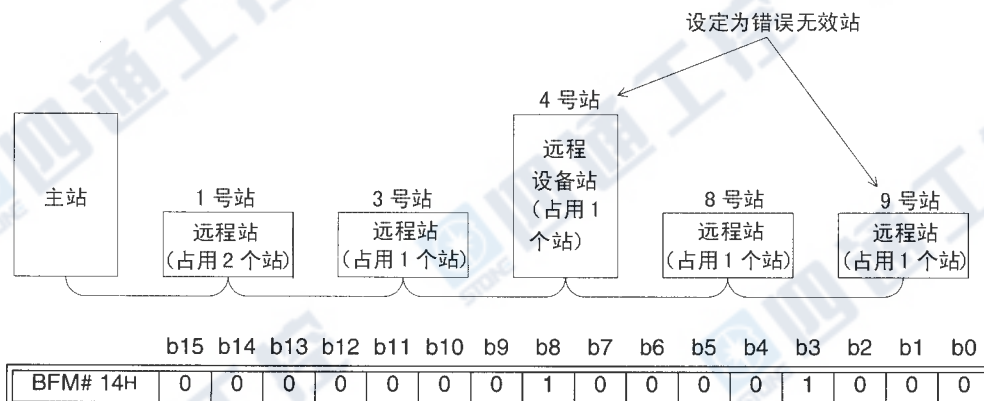 设定为错误无效站
4 号站
主站
远程
设备站
（占用 1
个站）
1 号站
远程站
（占用 2 个站）
3 号站
远程站
（占用 1 个站）
8 号站
远程站
（占用 1 个站）
9 号站
远程站
（占用 1 个站）
b15 b14 b13 b12 b11 b10 b9 b8 b7 b6 b5 b4 b3 b2 b1 b0
BFM# 14H 0 0 0 0 0 0 0 1 0 0 0 0 1 0 0 0
四通工控
STONE